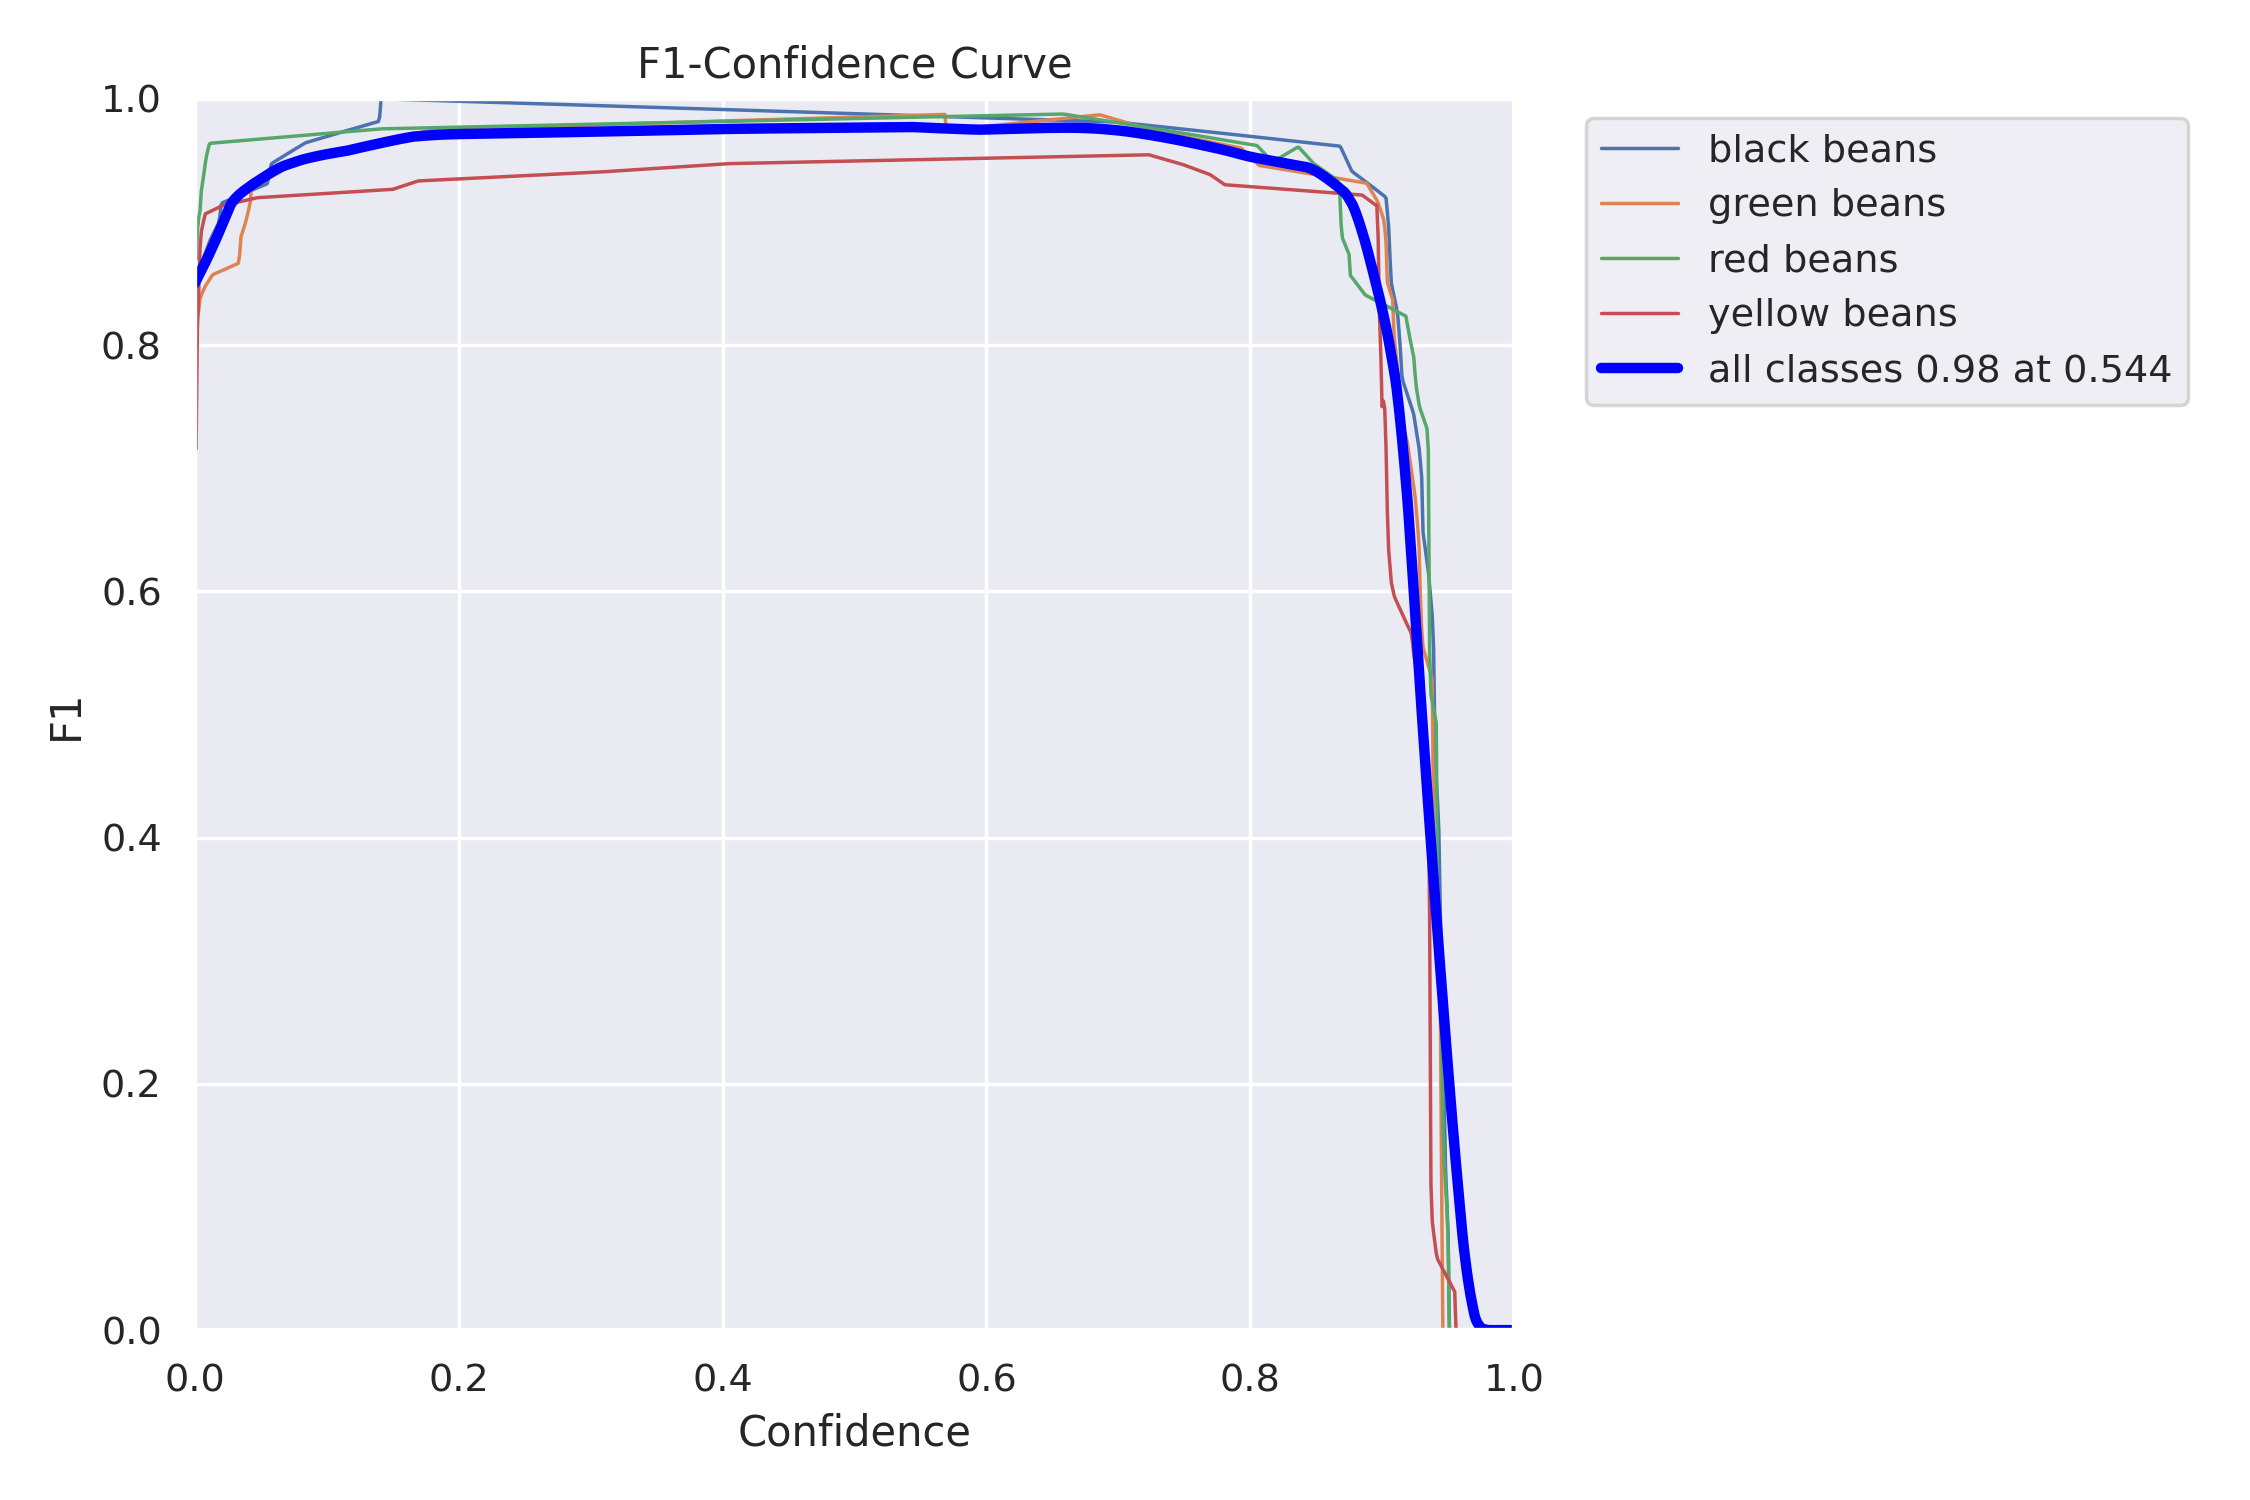 F1-Confidence Curve
1.0
0.8
0.6
0.4
0.2
0.0
F1
0.0 0.2 0.4 0.6 0.8 1.0
Confidence
black beans
green beans
red beans
yellow beans
all classes 0.98 at 0.544